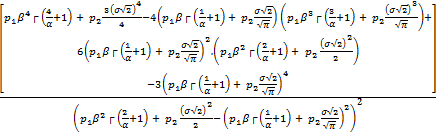 [p₁β⁴ Γ(4/α+1) + p₂ 3(σ√2)⁴/4 − 4(p₁β Γ(1/α+1) + p₂ σ√2/√π)(p₁β³ Γ(3/α+1) + p₂ (σ√2)³/√π)+
6(p₁β Γ(1/α+1) + p₂ σ√2/√π)².(p₁β² Γ(2/α+1) + p₂ (σ√2)²/2)
−3(p₁β Γ(1/α+1) + p₂ σ√2/√π)⁴]
(p₁β² Γ(2/α+1) + p₂ (σ√2)²/2 −(p₁β Γ(1/α+1) + p₂ σ√2/√π)²)²